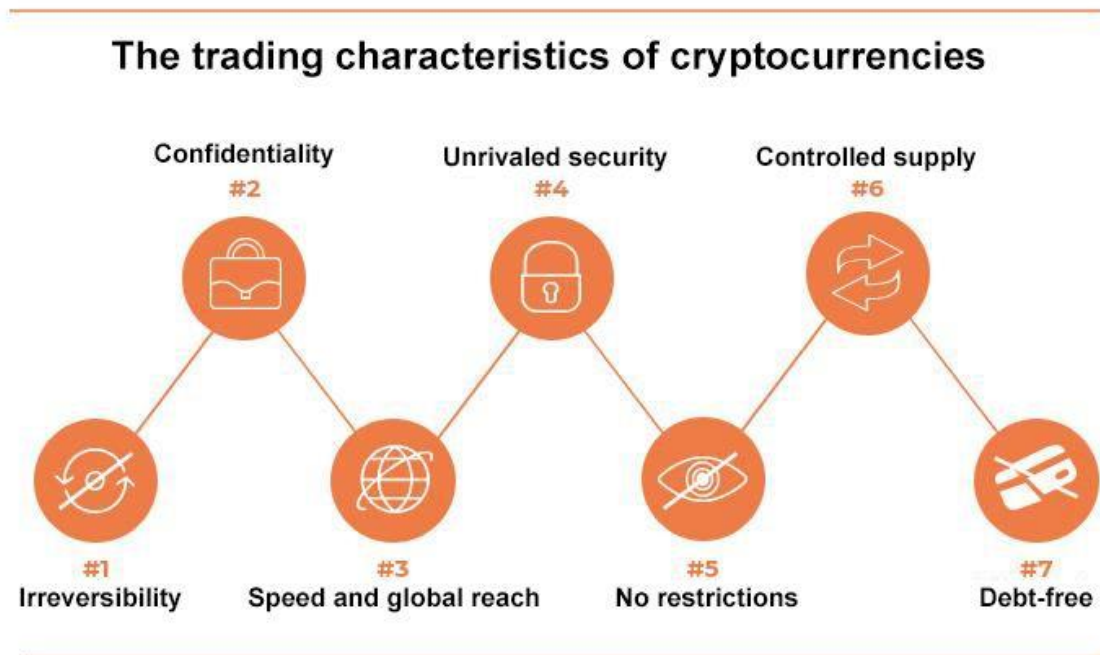 The trading characteristics of cryptocurrencies
#1
Irreversibility
Confidentiality
#2
#3
Speed and global reach
Unrivaled security
#4
#5
No restrictions
Controlled supply
#6
#7
Debt-free